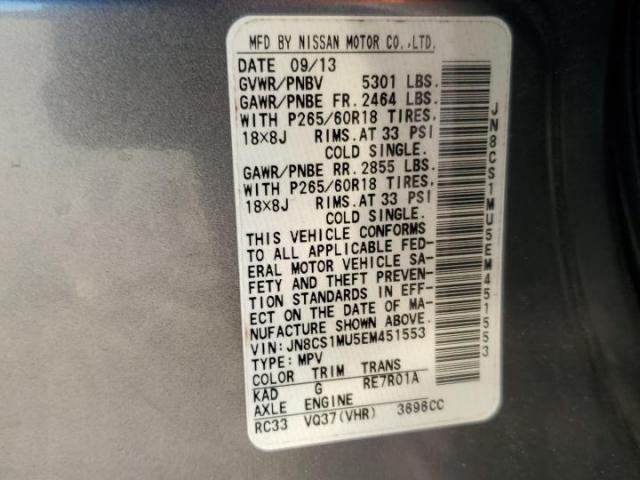 MFD BY NISSAN MOTOR CO.,LTD.
DATE 09/13
GVWR/PNBV 5301 LBS.
GAWR/PNBE FR. 2464 LBS.
WITH P265/60R18 TIRES,
18×8J RIMS. AT 33 PSI
COLD SINGLE.
GAWR/PNBE RR. 2855 LBS.
WITH P265/60R18 TIRES,
18×8J RIMS. AT 33 PSI
COLD SINGLE.
THIS VEHICLE CONFORMS
TO ALL APPLICABLE FED-
ERAL MOTOR VEHICLE SA-
FETY AND THEFT PREVEN-
TION STANDARDS IN EFF-
ECT ON THE DATE OF MA-
NUFACTURE SHOWN ABOVE.
VIN: JN8CS1MU5EM451553
TYPE: MPV
COLOR TRIM TRANS
KAD G RE7R01A
AXLE ENGINE
RC33 VQ37(VHR) 3696CC
JN8CS1MU5EM451553